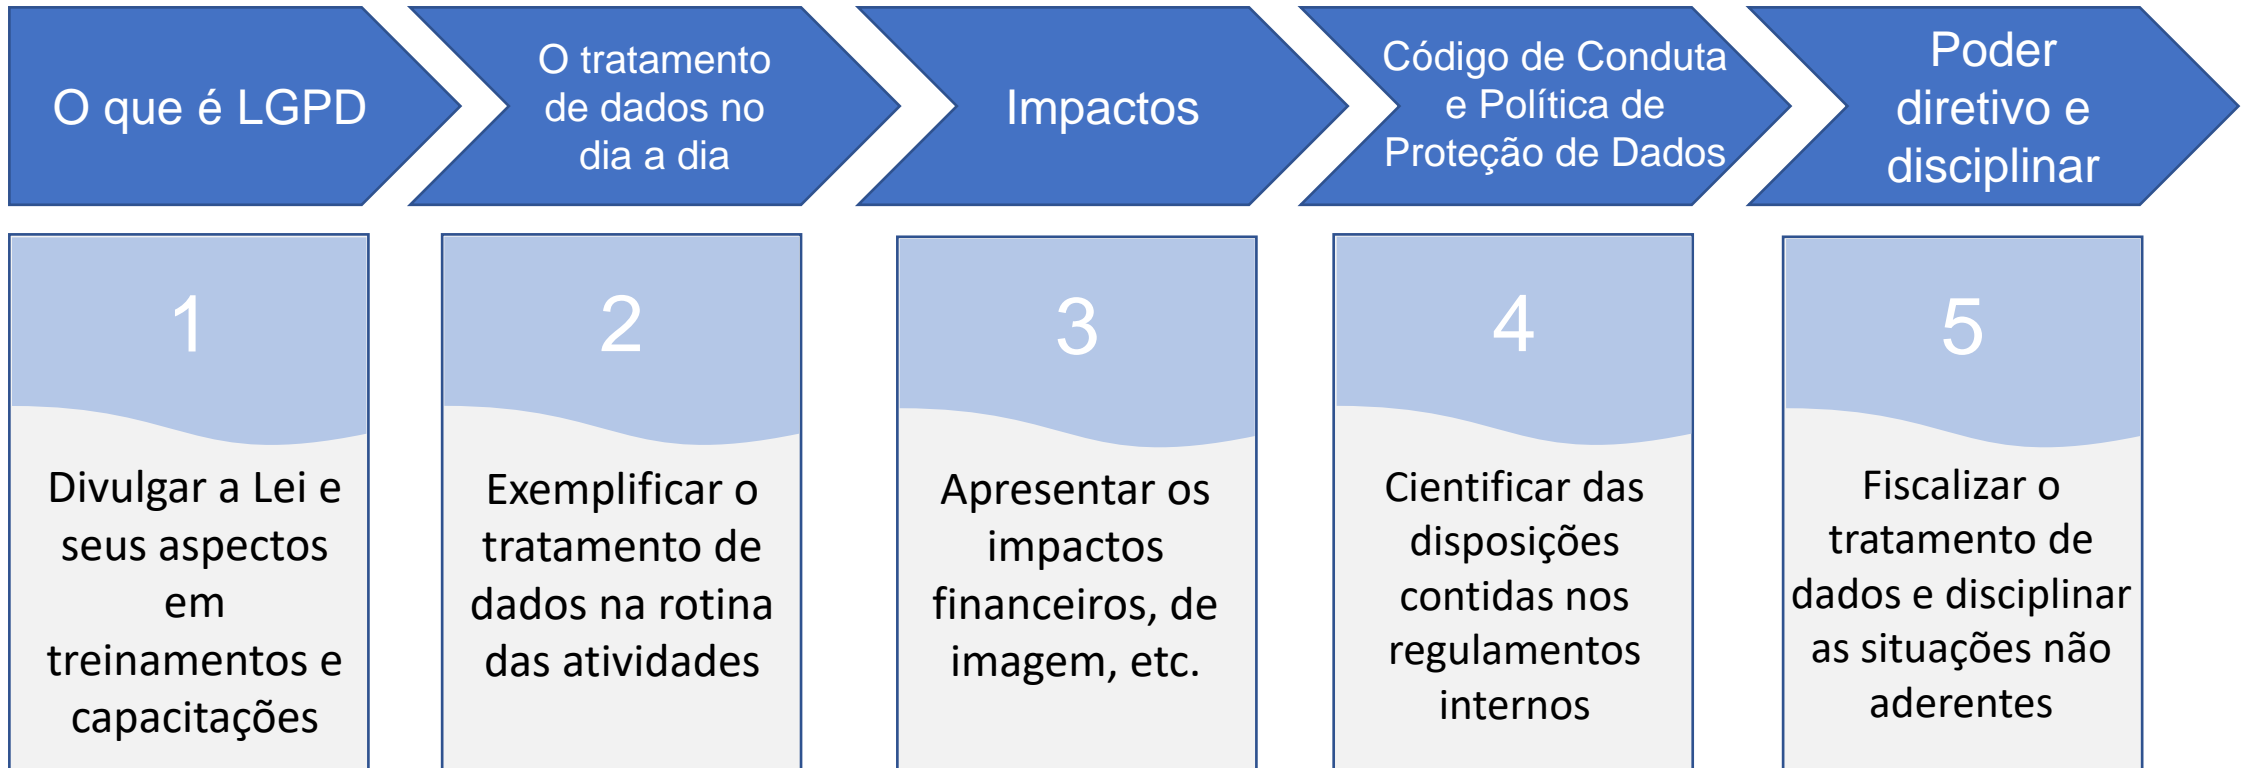 O que é LGPD
O tratamento
de dados no
dia a dia
Impactos
Código de Conduta
e Política de
Proteção de Dados
Poder
diretivo e
disciplinar
1
Divulgar a Lei e
seus aspectos
em
treinamentos e
capacitações
2
Exemplificar o
tratamento de
dados na rotina
das atividades
3
Apresentar os
impactos
financeiros, de
imagem, etc.
4
Cientificar das
disposições
contidas nos
regulamentos
internos
5
Fiscalizar o
tratamento de
dados e disciplinar
as situações não
aderentes